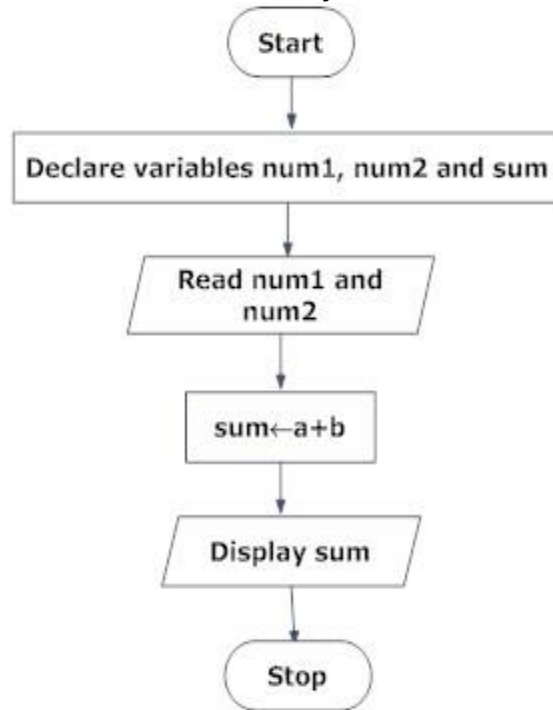 Start
Declare variables num1, num2 and sum
Read num1 and
num2
sum←a+b
Display sum
Stop